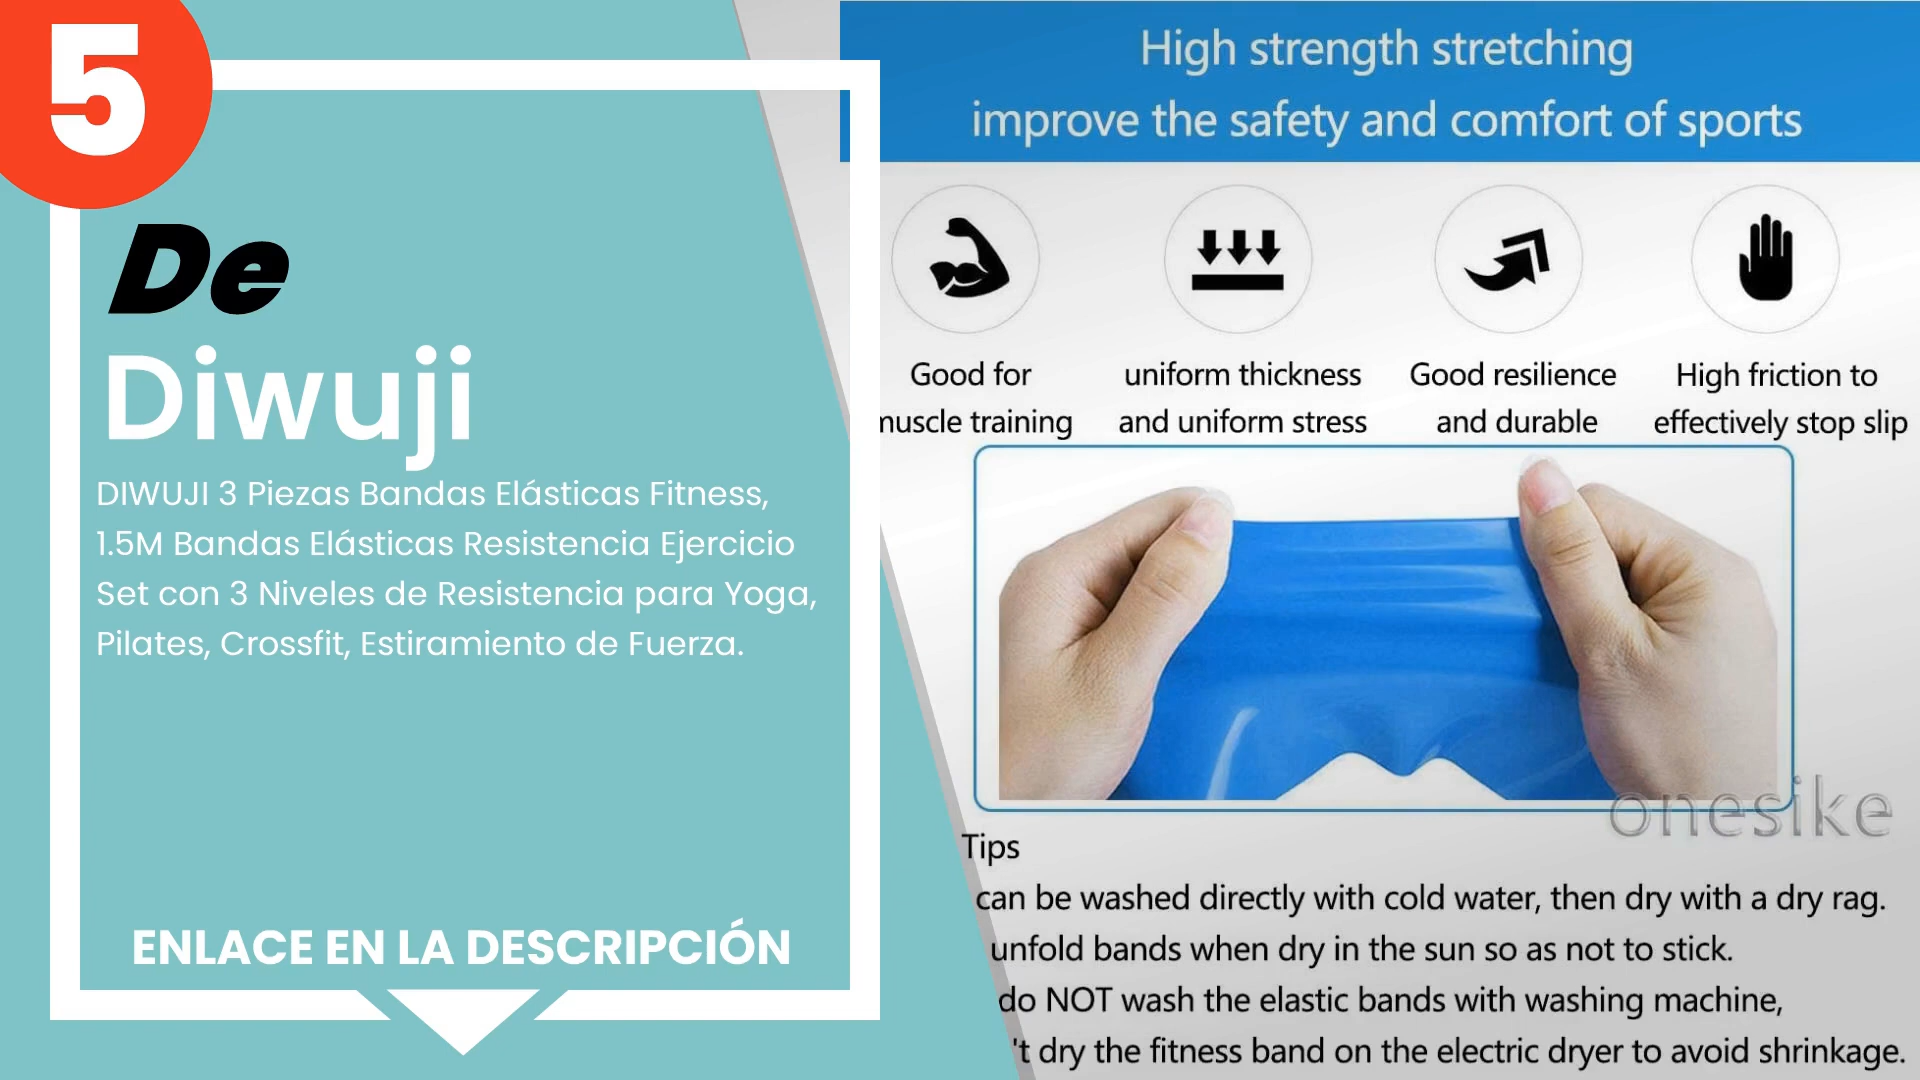 5
De
Diwuji
DIWUJI 3 Piezas Bandas Elásticas Fitness,
1.5M Bandas Elásticas Resistencia Ejercicio
Set con 3 Niveles de Resistencia para Yoga,
Pilates, Crossfit, Estiramiento de Fuerza.
ENLACE EN LA DESCRIPCIÓN
High strength stretching
improve the safety and comfort of sports
Good for
muscle training
uniform thickness
and uniform stress
Good resilience
and durable
High friction to
effectively stop slip
onesike
Tips
can be washed directly with cold water, then dry with a dry rag.
unfold bands when dry in the sun so as not to stick.
do NOT wash the elastic bands with washing machine,
't dry the fitness band on the electric dryer to avoid shrinkage.